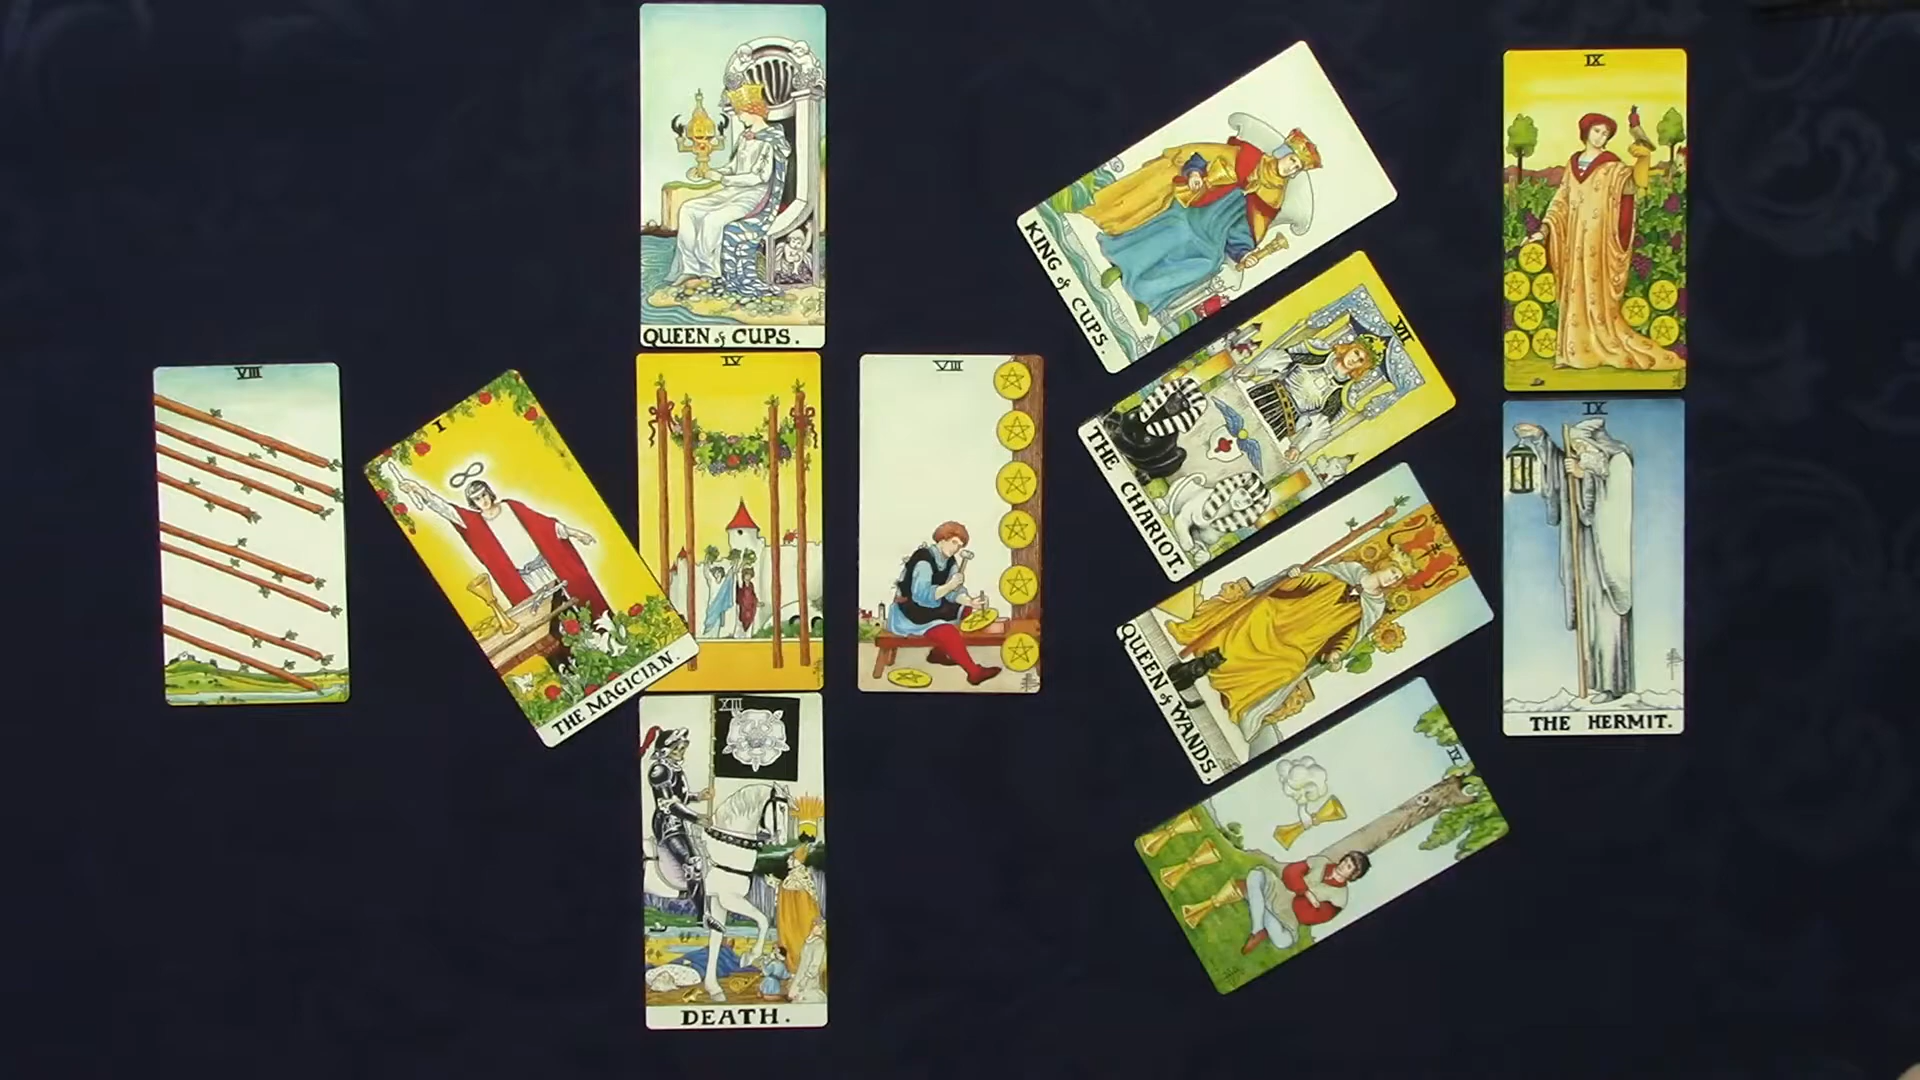 QUEEN of CUPS.
VIII
I
THE MAGICIAN.
IV
VIII
XIII
DEATH.
KING of CUPS.
VII
THE CHARIOT.
QUEEN of WANDS.
IV
IX
IX
THE HERMIT.